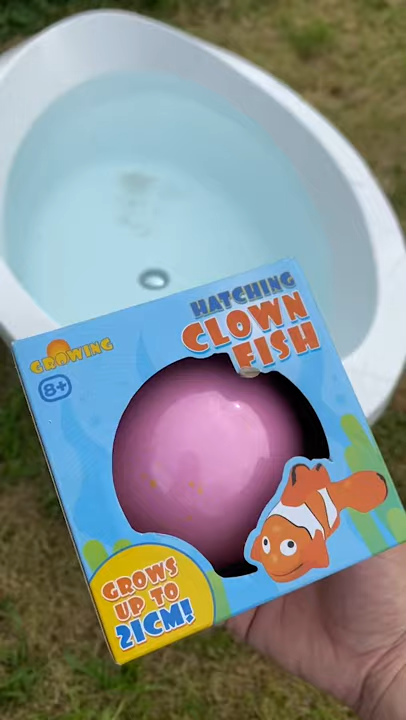 HATCHING
CLOWN
FISH
GROWING
8+
GROWS
UP TO
21CM!